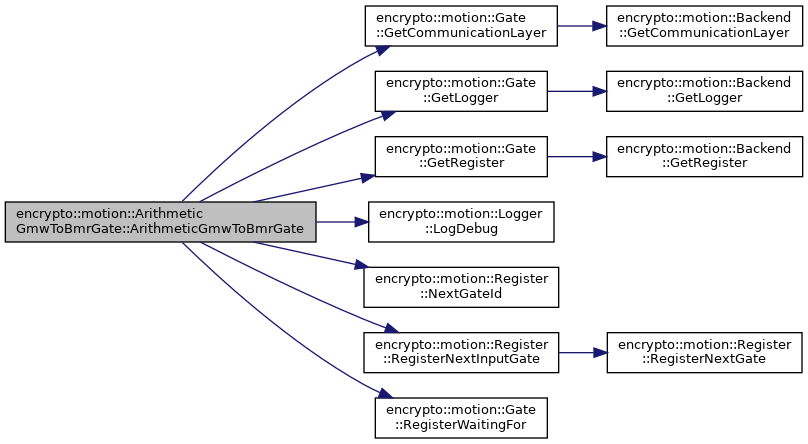 encrypto::motion::Gate
::GetCommunicationLayer
encrypto::motion::Backend
::GetCommunicationLayer
encrypto::motion::Gate
::GetLogger
encrypto::motion::Backend
::GetLogger
encrypto::motion::Gate
::GetRegister
encrypto::motion::Backend
::GetRegister
encrypto::motion::Arithmetic
GmwToBmrGate::ArithmeticGmwToBmrGate
encrypto::motion::Logger
::LogDebug
encrypto::motion::Register
::NextGateId
encrypto::motion::Register
::RegisterNextInputGate
encrypto::motion::Register
::RegisterNextGate
encrypto::motion::Gate
::RegisterWaitingFor